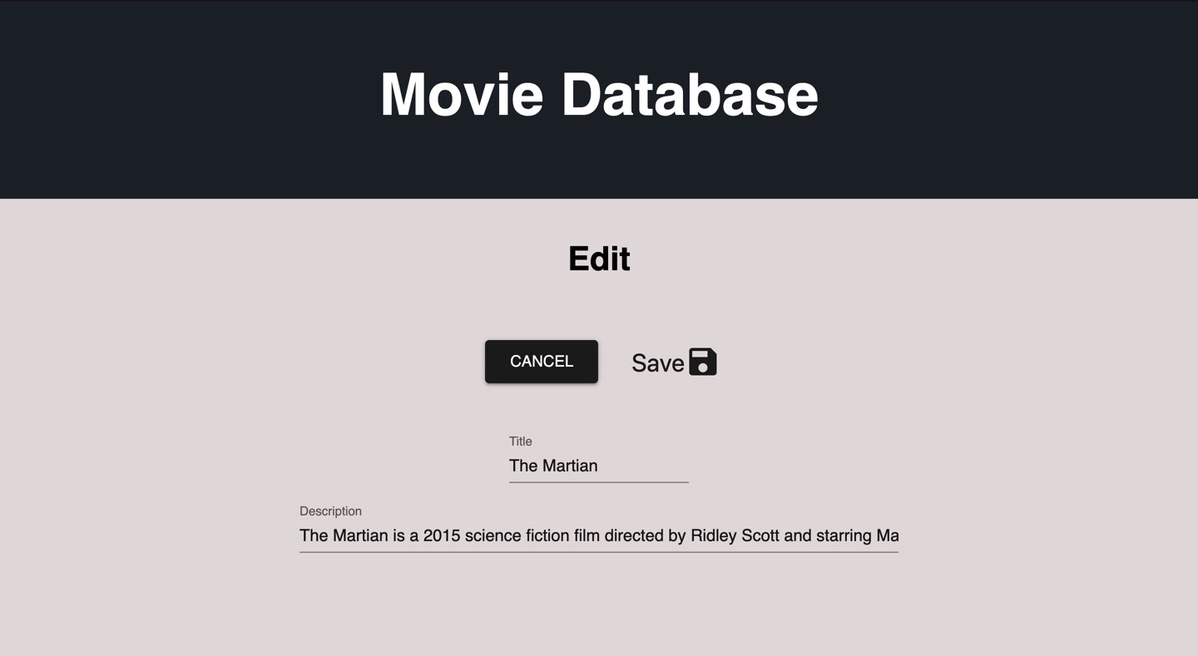 Movie Database
Edit
CANCEL Save
Title
The Martian
Description
The Martian is a 2015 science fiction film directed by Ridley Scott and starring Ma